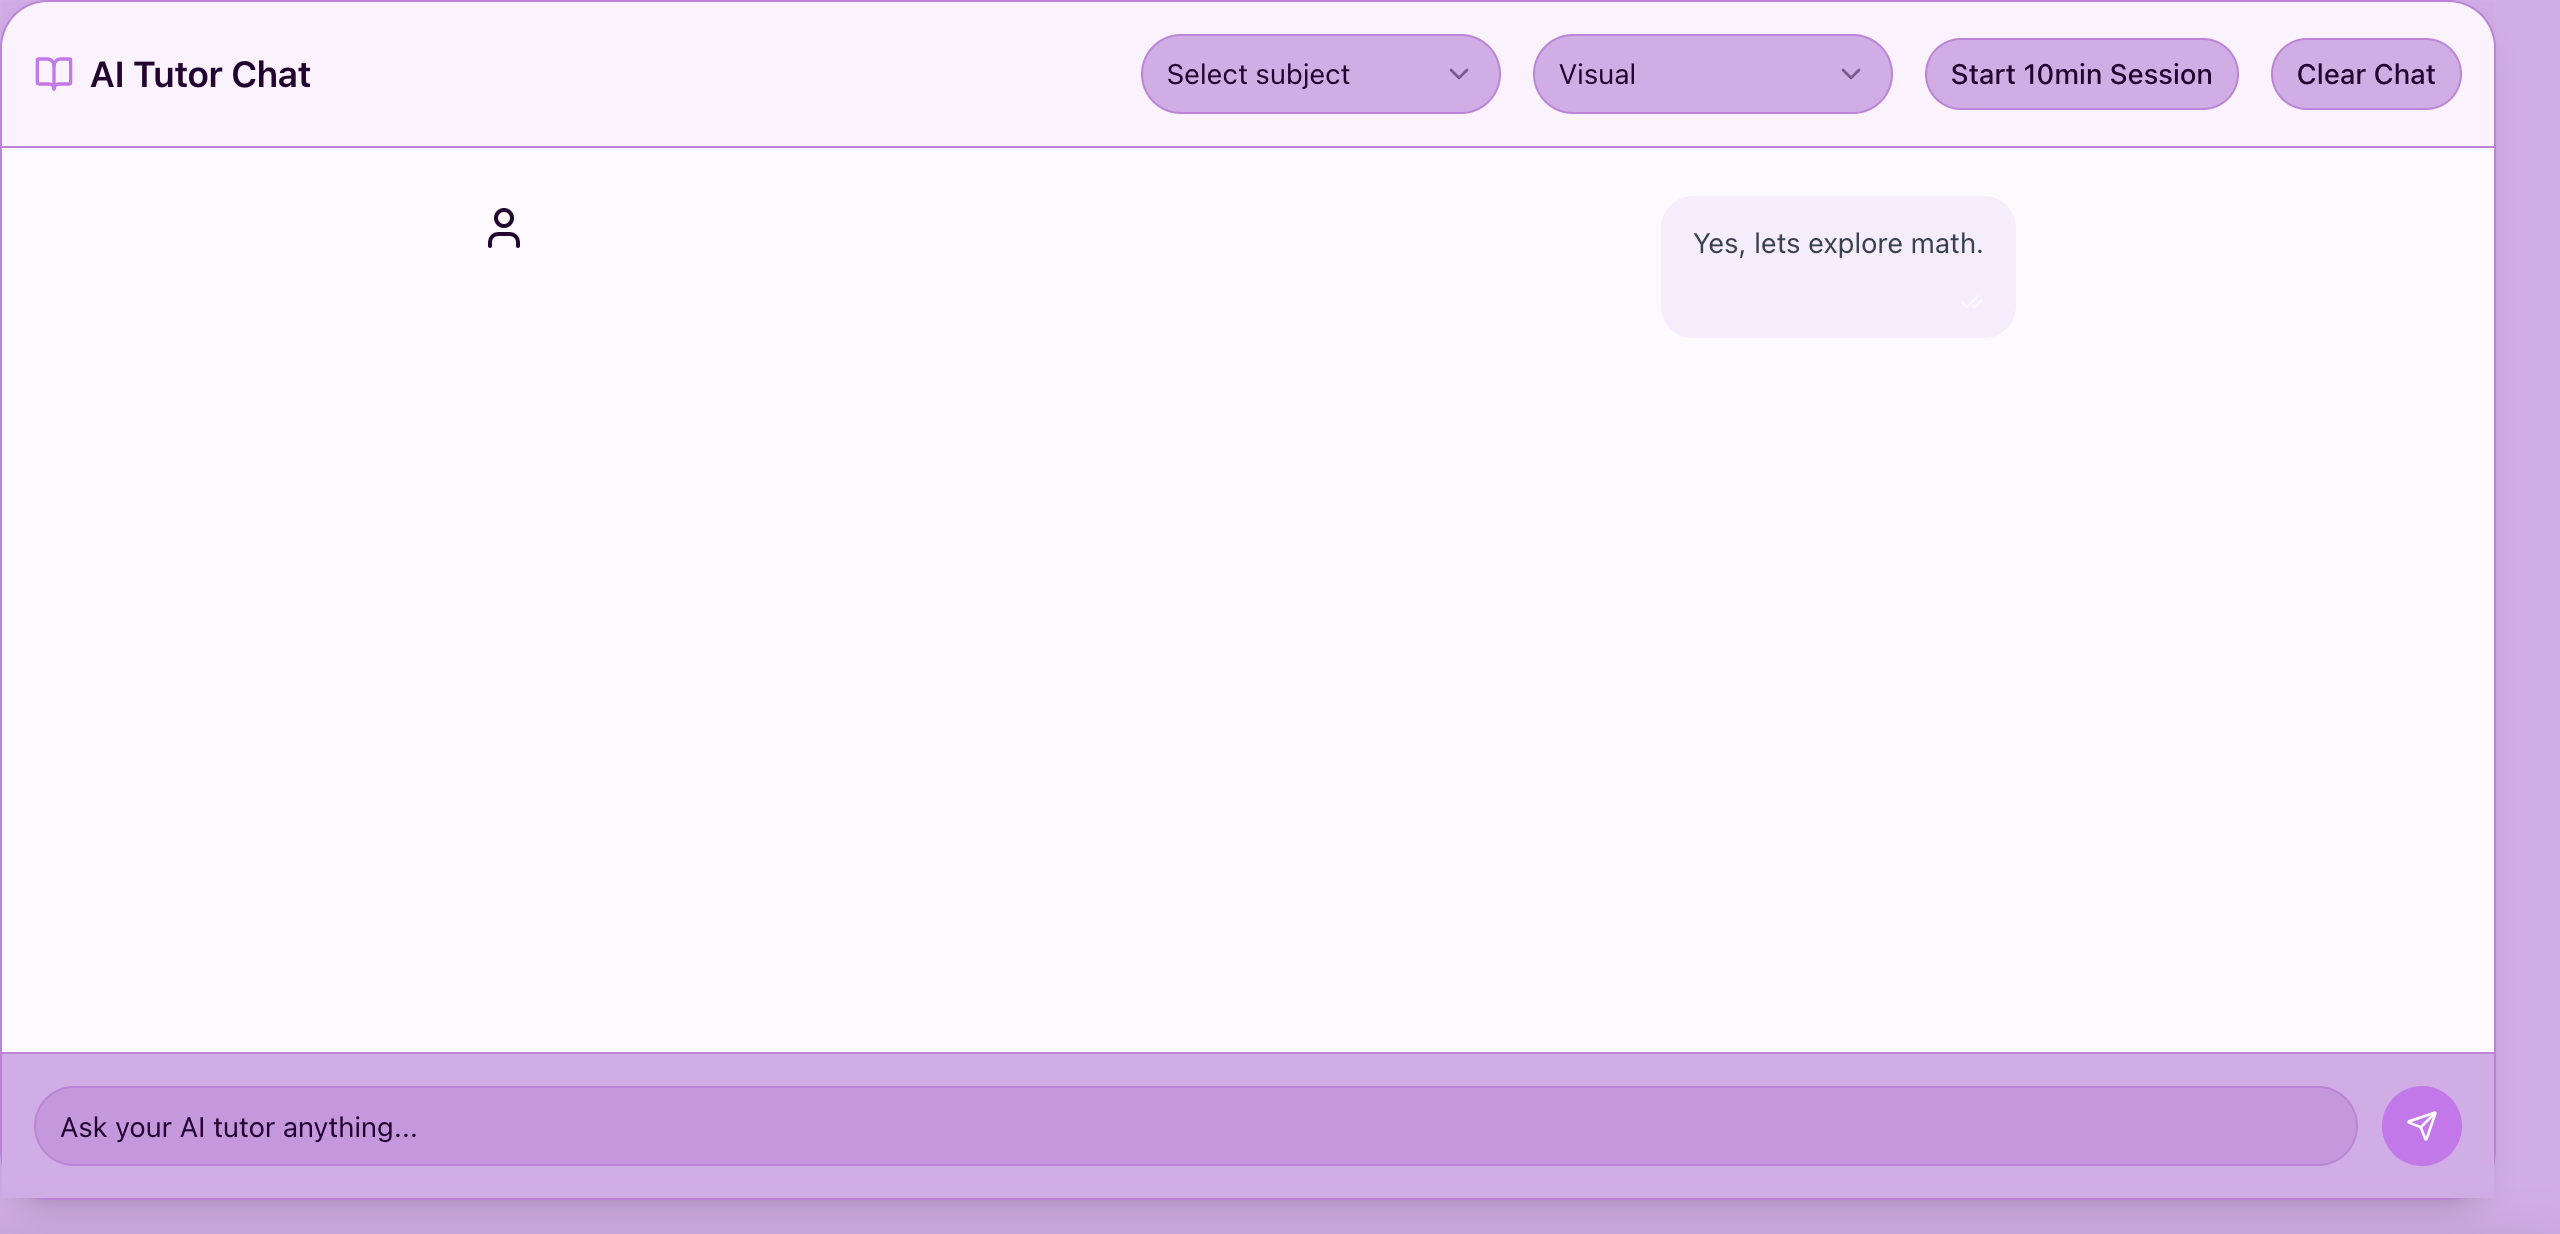 AI Tutor Chat
Select subject
Visual
Start 10min Session
Clear Chat
Yes, lets explore math.
Ask your AI tutor anything...